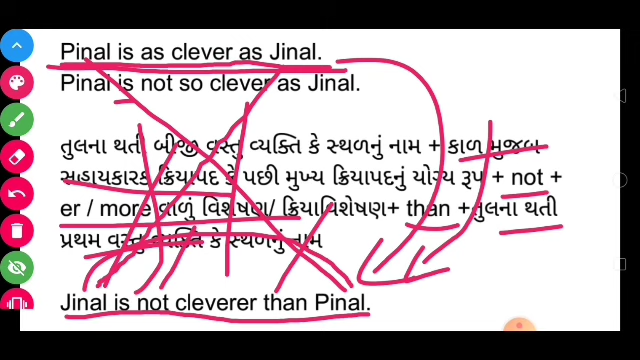 Pinal is as clever as Jinal.
Pinal is not so clever as Jinal.
તુલના થતી બીજી વસ્તુ વ્યક્તિ કે સ્થળનું નામ + કાળ મુજબ
સહાયકારક ક્રિયાપદ કે પછી મુખ્ય ક્રિયાપદનું યોગ્ય રૂપ + not +
er / more વાળું વિશેષણ/ ક્રિયાવિશેષણ+ than +તુલના થતી
પ્રથમ વસ્તુ વ્યક્તિ કે સ્થળનું નામ
Jinal is not cleverer than Pinal.